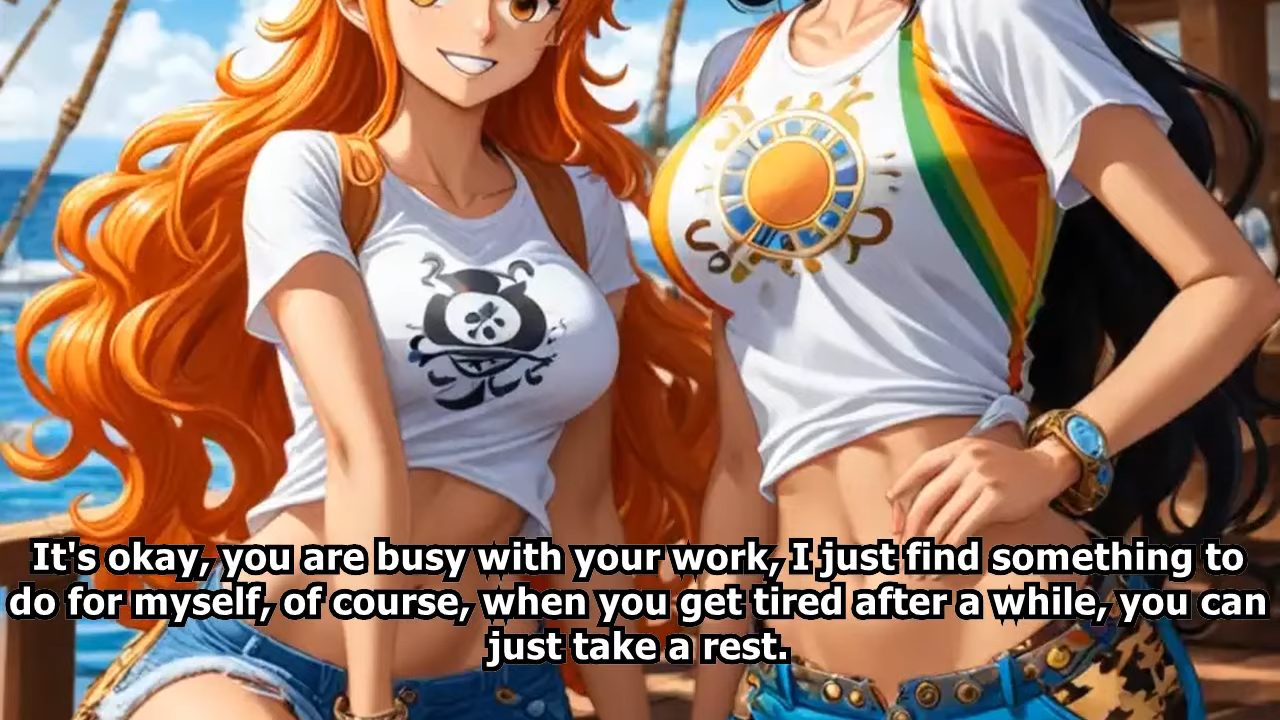 It's okay, you are busy with your work, I just find something to
do for myself, of course, when you get tired after a while, you can
just take a rest.